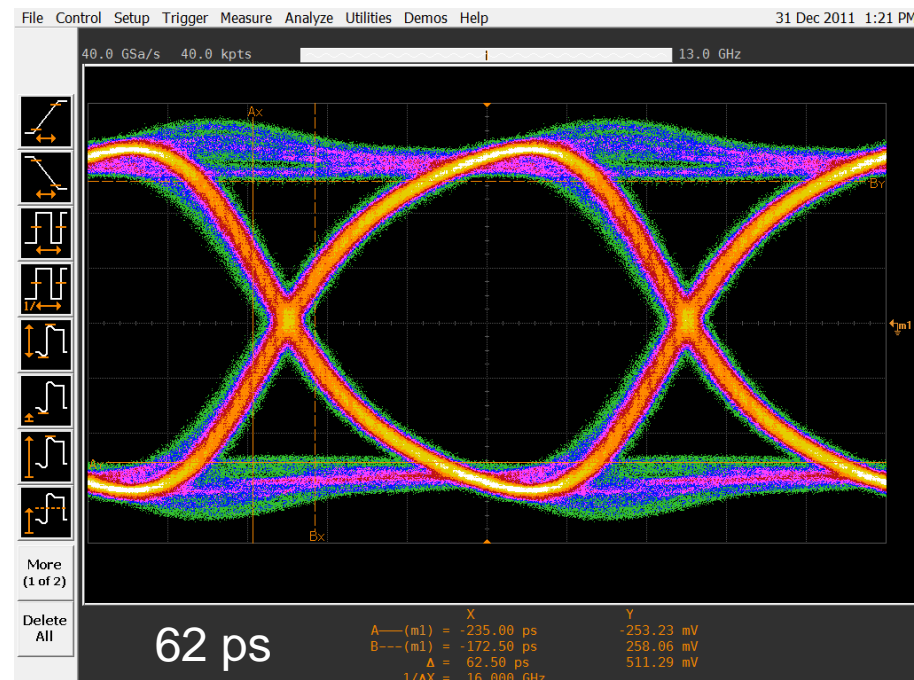 File Control Setup Trigger Measure Analyze Utilities Demos Help 31 Dec 2011 1:21 PM
40.0 GSa/s 40.0 kpts 13.0 GHz
Ax
BY
m1
1/
Bx
More
(1 of 2)
Delete
All
62 ps
X Y
A———(m1) = -235.00 ps -253.23 mV
B---(m1) = -172.50 ps 258.06 mV
Δ = 62.50 ps 511.29 mV
1/ΔX = 16.000 GHz